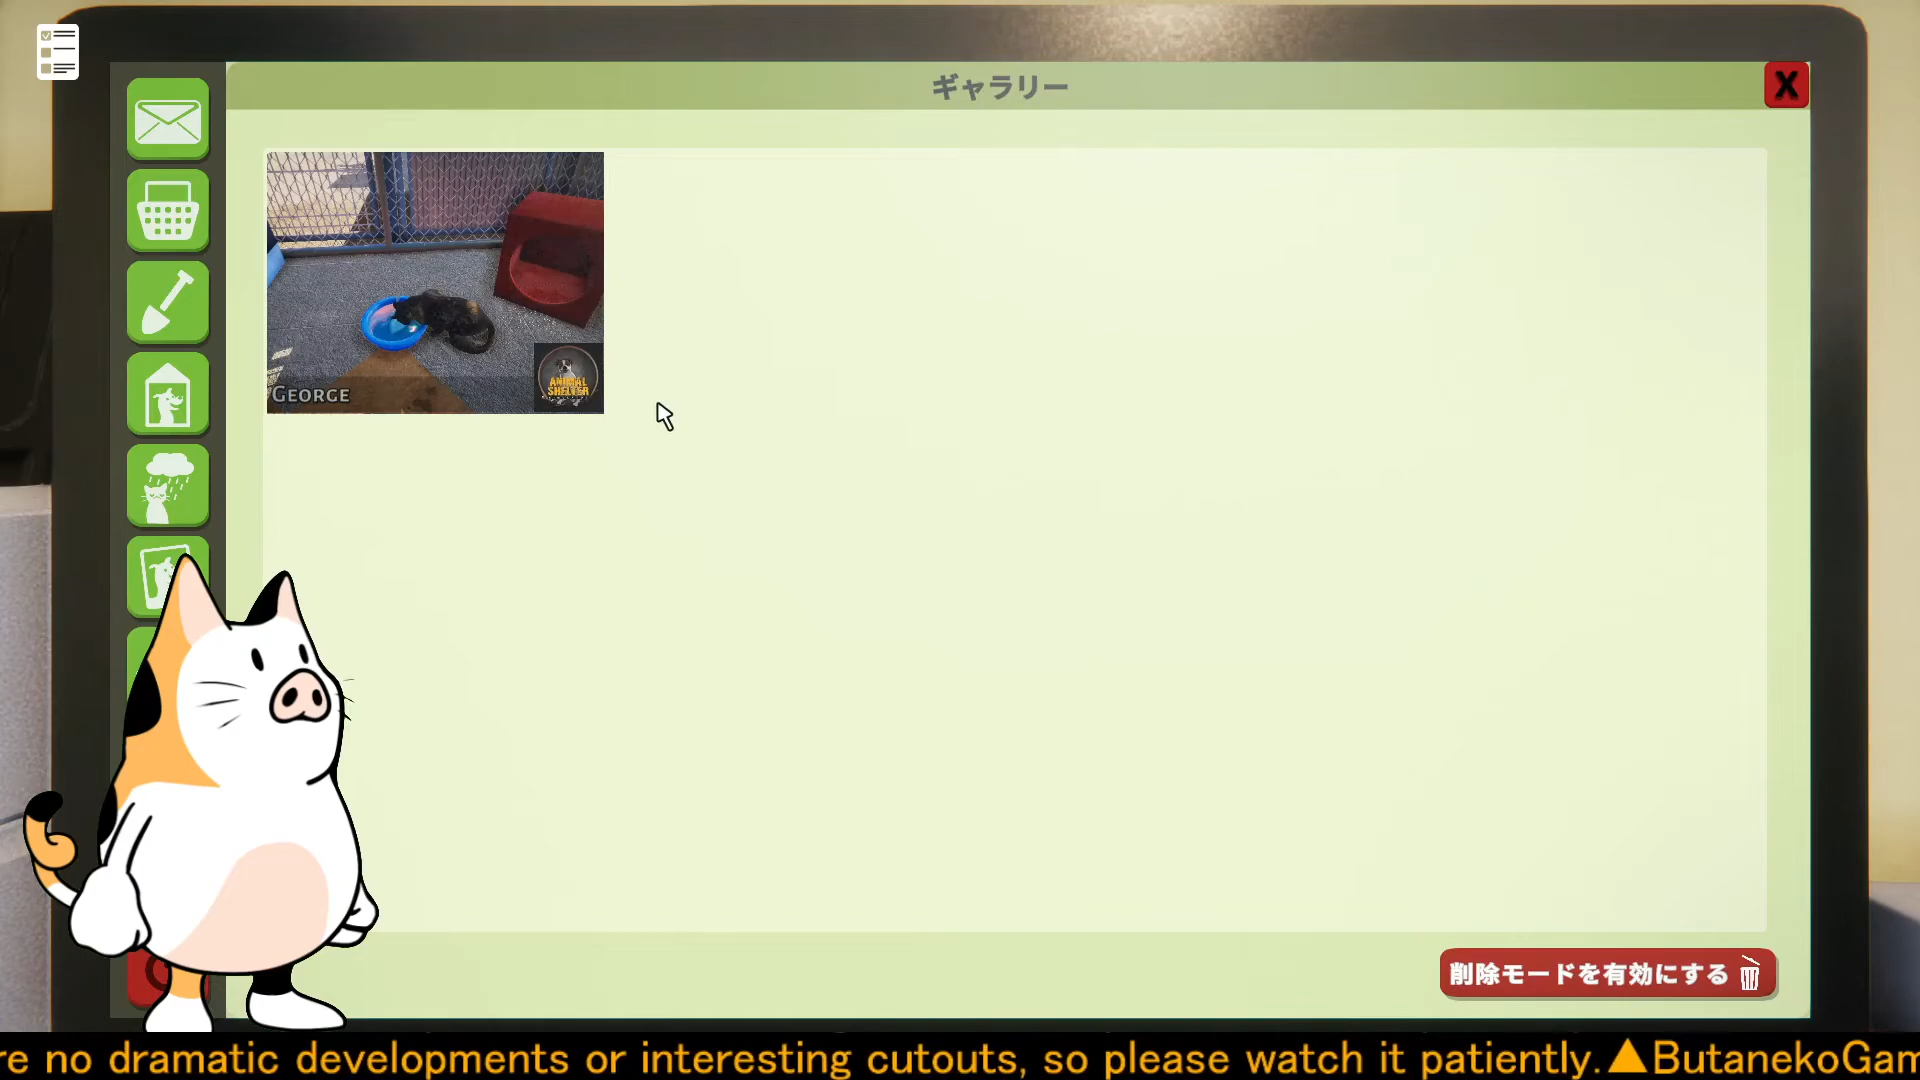 ギャラリー
X
GEORGE
ANIMAL
SHELTER
削除モードを有効にする
re no dramatic developments or interesting cutouts, so please watch it patiently.▲ButanekoGam